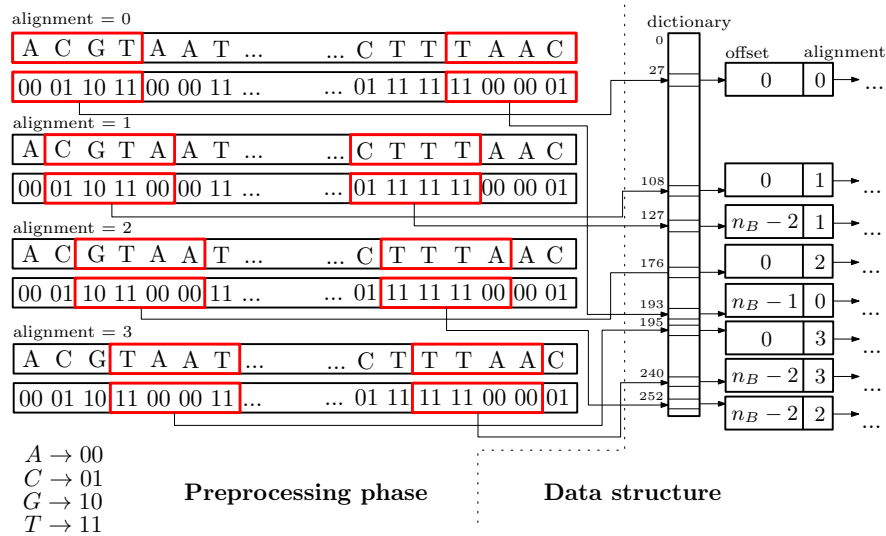 alignment = 0
A C G T A A T ... ... C T T T A A C
00 01 10 11 00 00 11 ... ... 01 11 11 11 00 00 01
alignment = 1
A C G T A A T ... ... C T T T A A C
00 01 10 11 00 00 11 ... ... 01 11 11 11 00 00 01
alignment = 2
A C G T A A T ... ... C T T T A A C
00 01 10 11 00 00 11 ... ... 01 11 11 11 00 00 01
alignment = 3
A C G T A A T ... ... C T T T A A C
00 01 10 11 00 00 11 ... ... 01 11 11 11 00 00 01
A → 00
C → 01
G → 10
T → 11
Preprocessing phase
dictionary
0
offset alignment
27 0 0 ...
108 0 1 ...
127 n_B − 2 1 ...
176 0 2 ...
193 n_B − 1 0 ...
195 0 3 ...
240 n_B − 2 3 ...
252 n_B − 2 2 ...
Data structure